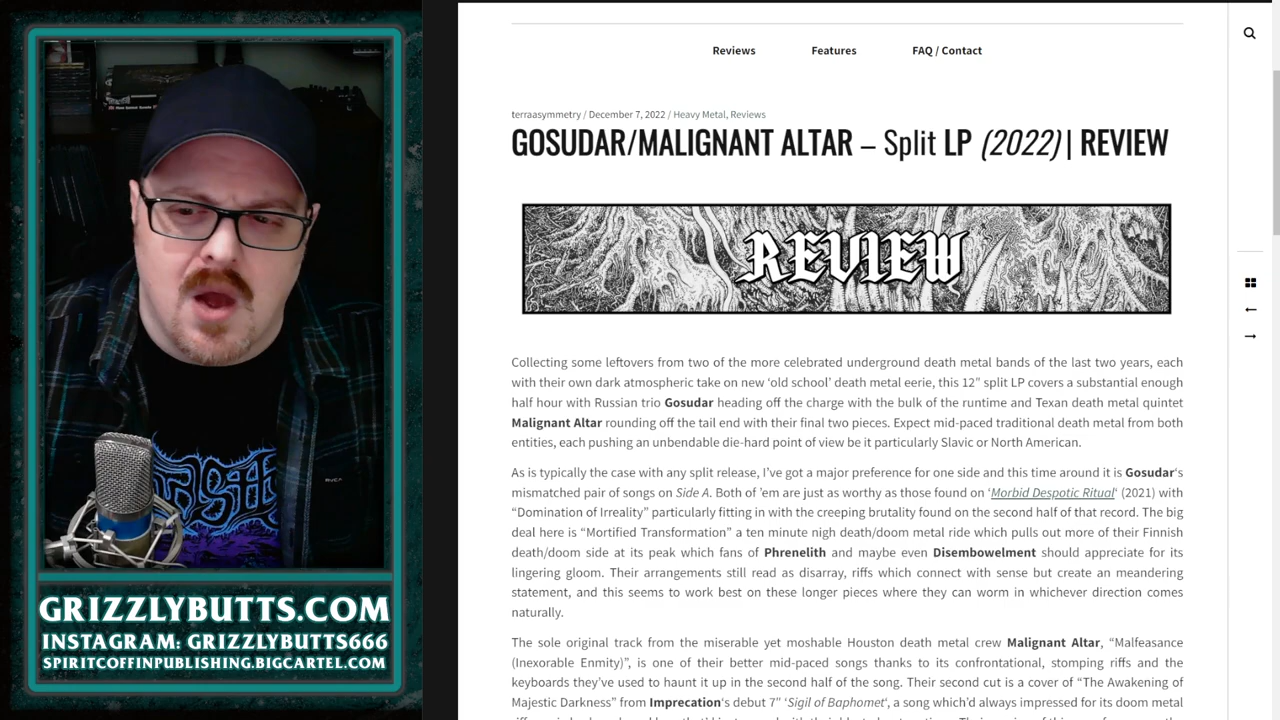 Reviews
Features
FAQ / Contact
terraasymmetry / December 7, 2022 / Heavy Metal, Reviews
GOSUDAR/MALIGNANT ALTAR – Split LP (2022) | REVIEW
REVIEW
Collecting some leftovers from two of the more celebrated underground death metal bands of the last two years, each
with their own dark atmospheric take on new ‘old school’ death metal eerie, this 12″ split LP covers a substantial enough
half hour with Russian trio Gosudar heading off the charge with the bulk of the runtime and Texan death metal quintet
Malignant Altar rounding off the tail end with their final two pieces. Expect mid-paced traditional death metal from both
entities, each pushing an unbendable die-hard point of view be it particularly Slavic or North American.
As is typically the case with any split release, I’ve got a major preference for one side and this time around it is Gosudar‘s
mismatched pair of songs on Side A. Both of ’em are just as worthy as those found on ‘Morbid Despotic Ritual‘ (2021) with
“Domination of Irreality” particularly fitting in with the creeping brutality found on the second half of that record. The big
deal here is “Mortified Transformation” a ten minute nigh death/doom metal ride which pulls out more of their Finnish
death/doom side at its peak which fans of Phrenelith and maybe even Disembowelment should appreciate for its
lingering gloom. Their arrangements still read as disarray, riffs which connect with sense but create an meandering
statement, and this seems to work best on these longer pieces where they can worm in whichever direction comes
naturally.
The sole original track from the miserable yet moshable Houston death metal crew Malignant Altar, “Malfeasance
(Inexorable Enmity)”, is one of their better mid-paced songs thanks to its confrontational, stomping riffs and the
keyboards they’ve used to haunt it up in the second half of the song. Their second cut is a cover of “The Awakening of
Majestic Darkness” from Imprecation‘s debut 7″ ‘Sigil of Baphomet‘, a song which’d always impressed for its doom metal
GRIZZLYBUTTS.COM
INSTAGRAM: GRIZZLYBUTTS666
SPIRITCOFFINPUBLISHING.BIGCARTEL.COM